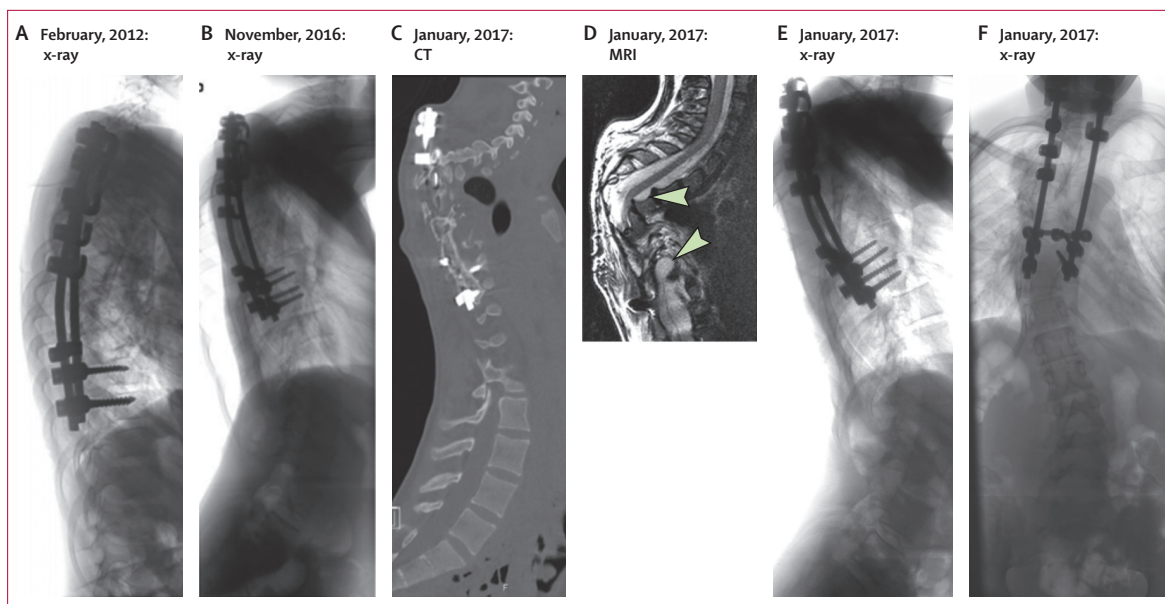 A February, 2012:
x-ray
B November, 2016:
x-ray
C January, 2017:
CT
D January, 2017:
MRI
E January, 2017:
x-ray
F January, 2017:
x-ray